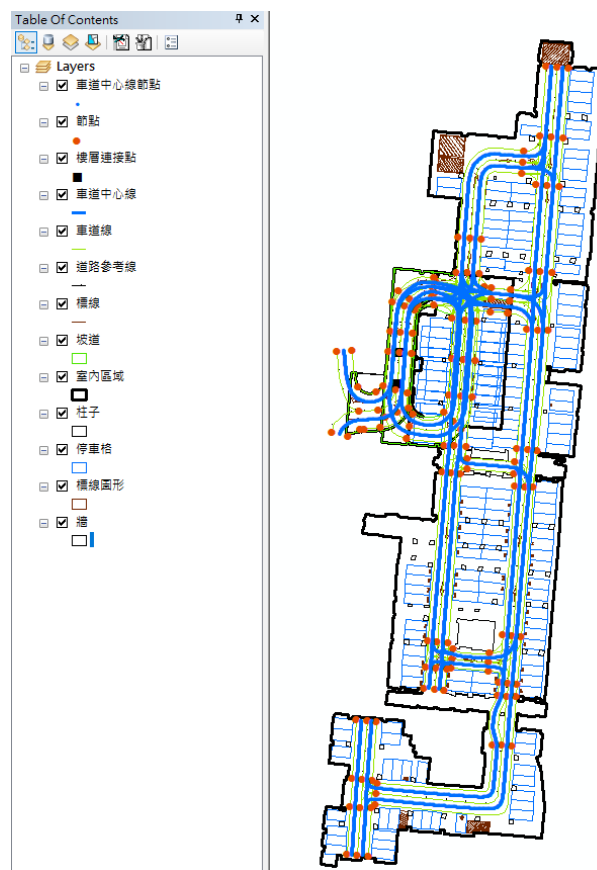 Table Of Contents
Layers
車道中心線節點
節點
樓層連接點
車道中心線
車道線
道路參考線
標線
坡道
室內區域
柱子
停車格
標線圖形
牆